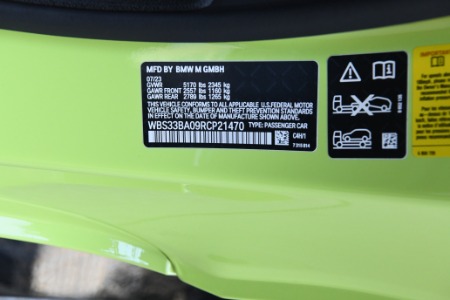 MFD BY BMW M GMBH
07/23
GVWR 5170 lbs 2345 kg
GAWR FRONT 2557 lbs 1160 kg
GAWR REAR 2789 lbs 1265 kg
THIS VEHICLE CONFORMS TO ALL APPLICABLE U.S. FEDERAL MOTOR
VEHICLE SAFETY, BUMPER AND THEFT PREVENTION STANDARDS
IN EFFECT ON THE DATE OF MANUFACTURE SHOWN ABOVE.
WBS33BA09RCP21470 TYPE: PASSENGER CAR
C4H/1